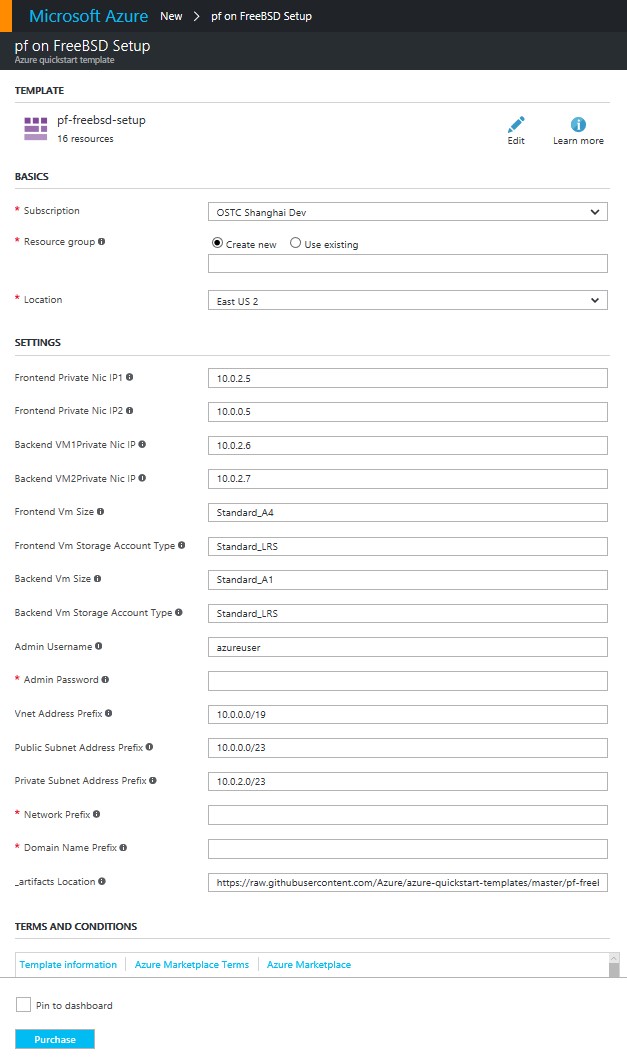 Microsoft Azure New > pf on FreeBSD Setup
pf on FreeBSD Setup
Azure quickstart template
TEMPLATE
pf-freebsd-setup
16 resources
Edit
Learn more
BASICS
* Subscription
OSTC Shanghai Dev
* Resource group
Create new
Use existing
* Location
East US 2
SETTINGS
Frontend Private Nic IP1
10.0.2.5
Frontend Private Nic IP2
10.0.0.5
Backend VM1Private Nic IP
10.0.2.6
Backend VM2Private Nic IP
10.0.2.7
Frontend Vm Size
Standard_A4
Frontend Vm Storage Account Type
Standard_LRS
Backend Vm Size
Standard_A1
Backend Vm Storage Account Type
Standard_LRS
Admin Username
azureuser
* Admin Password
Vnet Address Prefix
10.0.0.0/19
Public Subnet Address Prefix
10.0.0.0/23
Private Subnet Address Prefix
10.0.2.0/23
* Network Prefix
* Domain Name Prefix
_artifacts Location
https://raw.githubusercontent.com/Azure/azure-quickstart-templates/master/pf-freel
TERMS AND CONDITIONS
Template information
Azure Marketplace Terms
Azure Marketplace
Pin to dashboard
Purchase